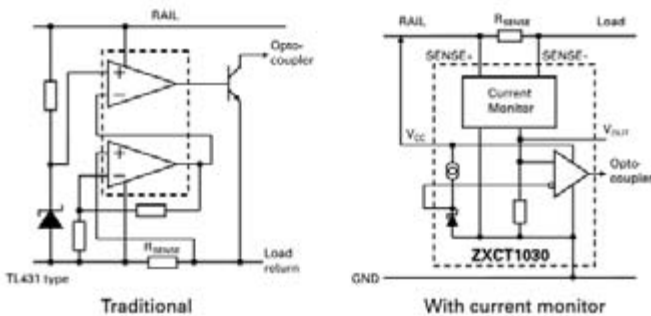 RAIL
Opto-
coupler
+
−
+
−
RSENSE
Load
return
TL431 type
Traditional
RAIL
RSENSE
Load
SENSE+
SENSE-
Current
Monitor
VCC
VOUT
Opto-
coupler
ZXCT1030
GND
With current monitor